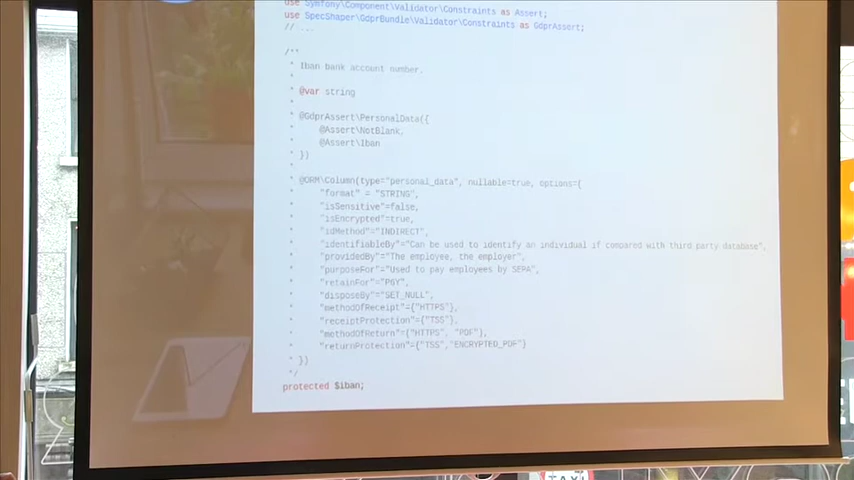 use Symfony\Component\Validator\Constraints as Assert;
use SpecShaper\GdprBundle\Validator\Constraints as GdprAssert;
// ...
/**
* Iban bank account number.
*
* @var string
*
* @GdprAssert\PersonalData({
*     @Assert\NotBlank,
*     @Assert\Iban
* })
*
* @ORM\Column(type="personal_data", nullable=true, options={
*     "format" = "STRING",
*     "isSensitive"=false,
*     "isEncrypted"=true,
*     "idMethod"="INDIRECT",
*     "identifiableBy"="Can be used to identify an individual if compared with third party database",
*     "providedBy"="The employee, the employer",
*     "purposeFor"="Used to pay employees by SEPA",
*     "retainFor"="P6Y",
*     "disposeBy"="SET_NULL",
*     "methodOfReceipt"={"HTTPS"},
*     "receiptProtection"={"TSS"},
*     "methodOfReturn"={"HTTPS", "PDF"},
*     "returnProtection"={"TSS","ENCRYPTED_PDF"}
* })
*/
protected $iban;
TAXI